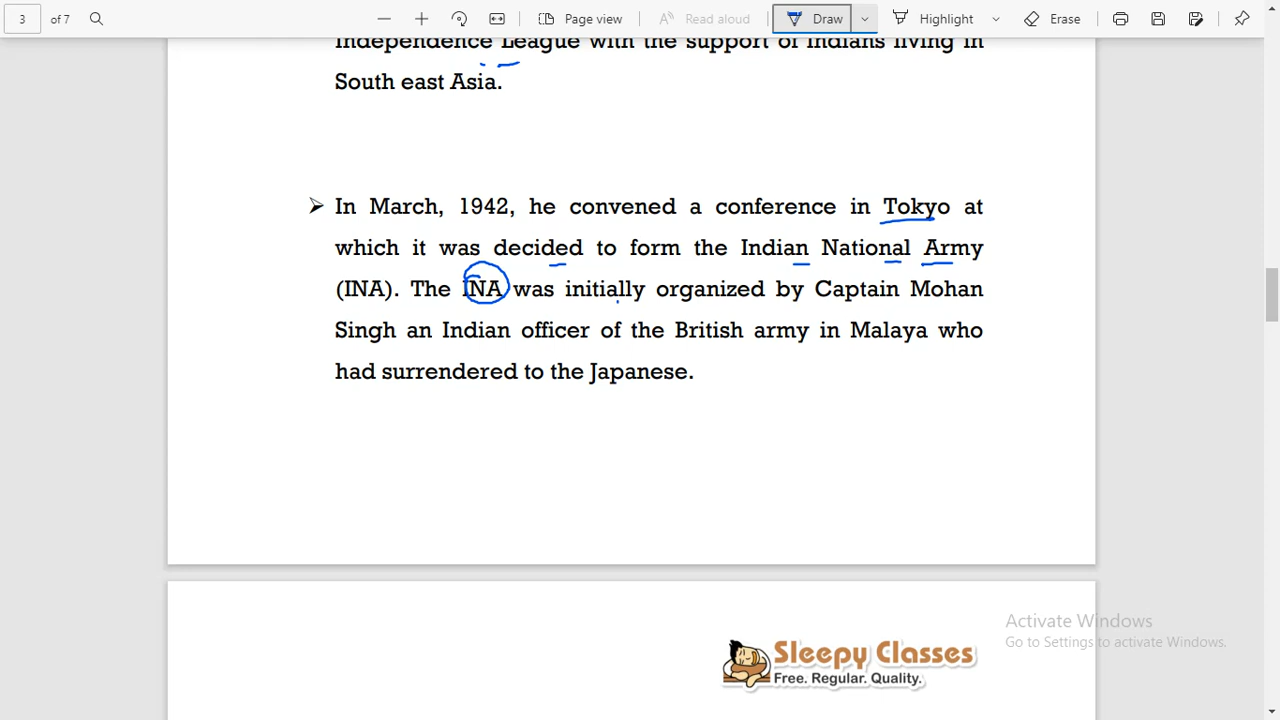 3 of 7 Page view Read aloud Draw Highlight Erase
Independence League with the support of Indians living in
South east Asia.
➢ In March, 1942, he convened a conference in Tokyo at
which it was decided to form the Indian National Army
(INA). The INA was initially organized by Captain Mohan
Singh an Indian officer of the British army in Malaya who
had surrendered to the Japanese.
Activate Windows
Go to Settings to activate Windows.
Sleepy Classes
Free. Regular. Quality.